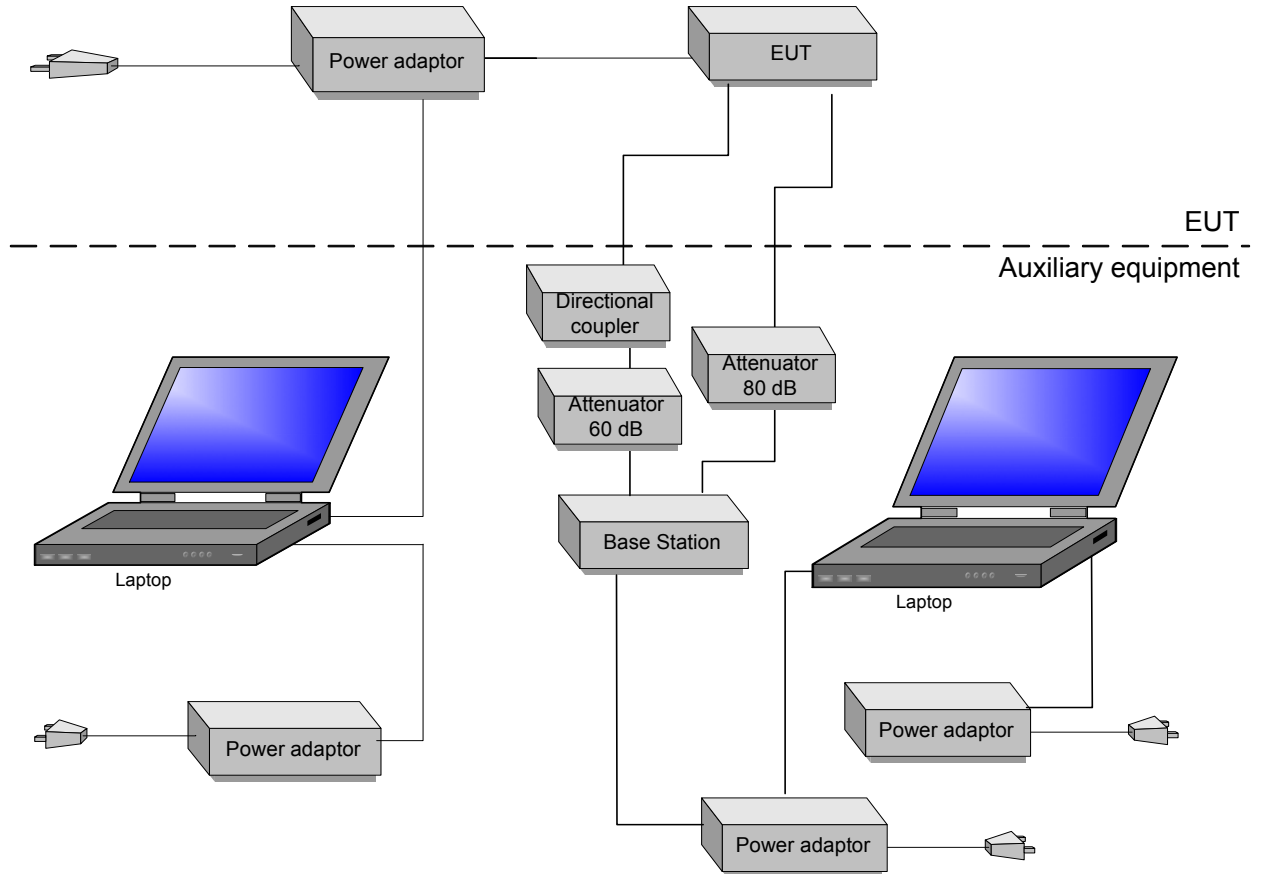 Power adaptor
EUT
EUT
Auxiliary equipment
Directional
coupler
Attenuator
80 dB
Attenuator
60 dB
Base Station
Laptop
Laptop
Power adaptor
Power adaptor
Power adaptor